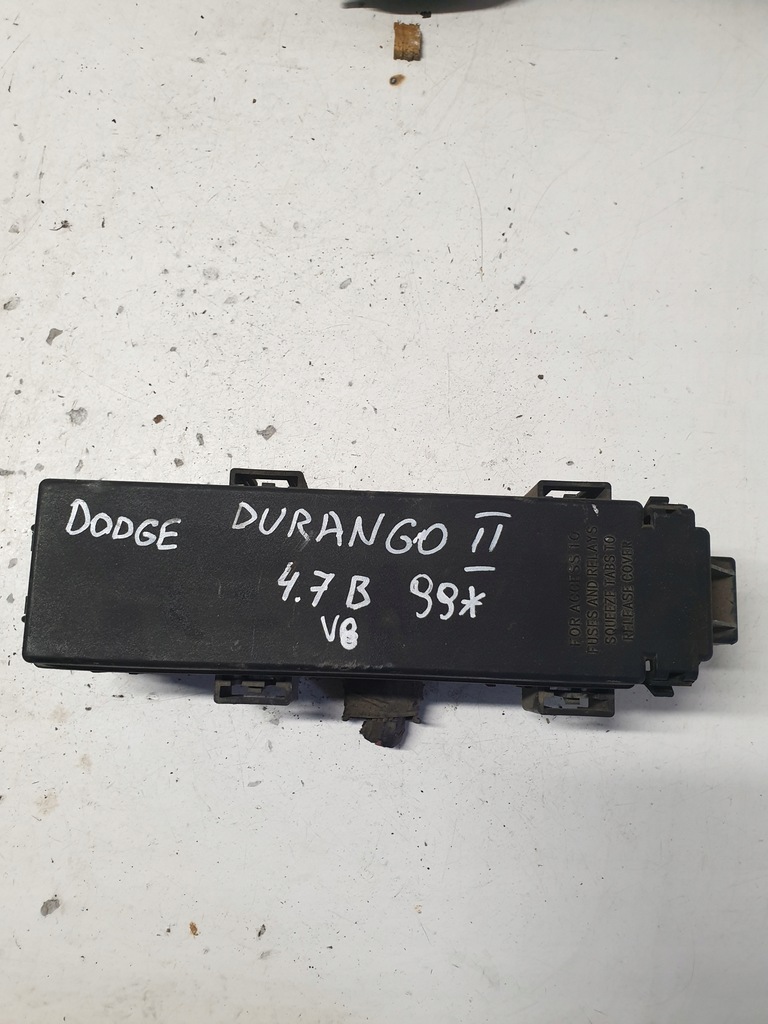 DODGE DURANGO II
4.7 B 99*
V8
FOR ACCESS TO
FUSES AND RELAYS
SQUEEZE TABS TO
RELEASE COVER